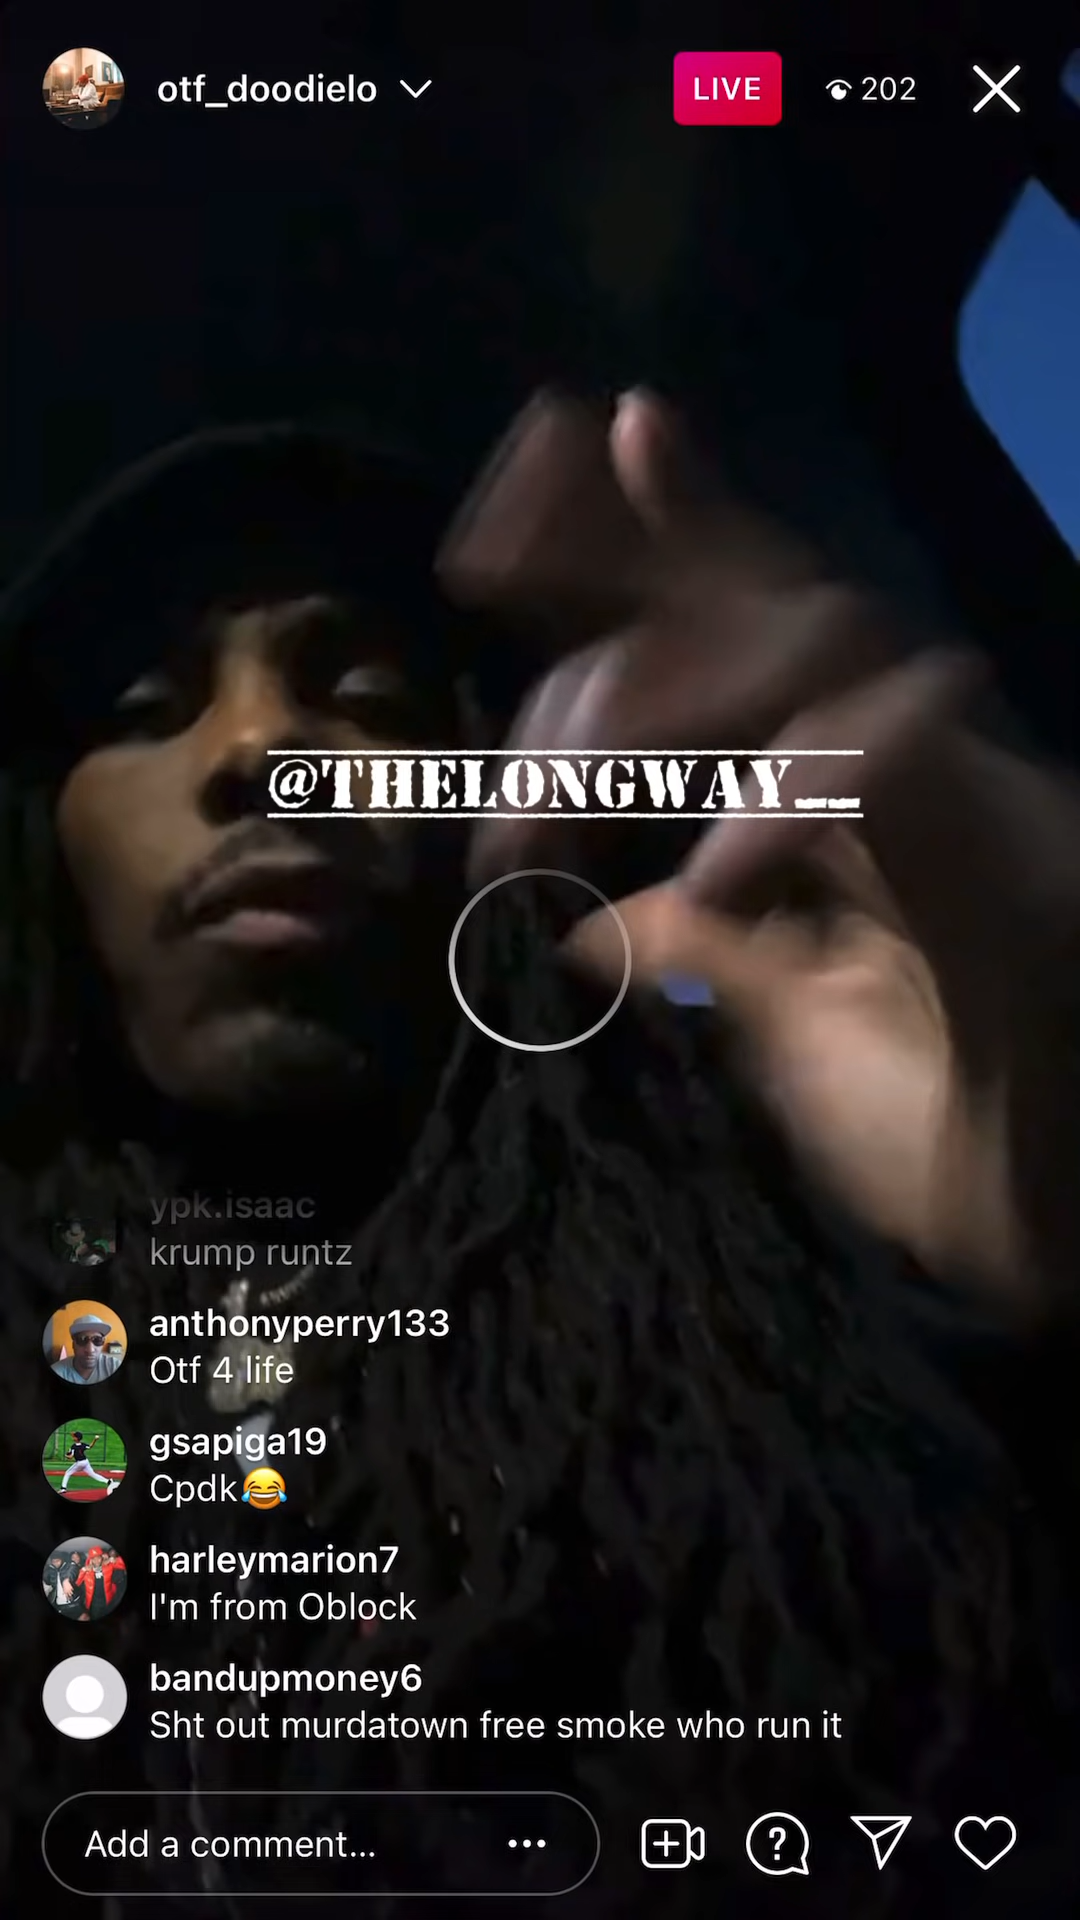 otf_doodielo
LIVE
202
@THELONGWAY__
ypk.isaac
krump runtz
anthonyperry133
Otf 4 life
gsapiga19
Cpdk😂
harleymarion7
I'm from Oblock
bandupmoney6
Sht out murdatown free smoke who run it
Add a comment...